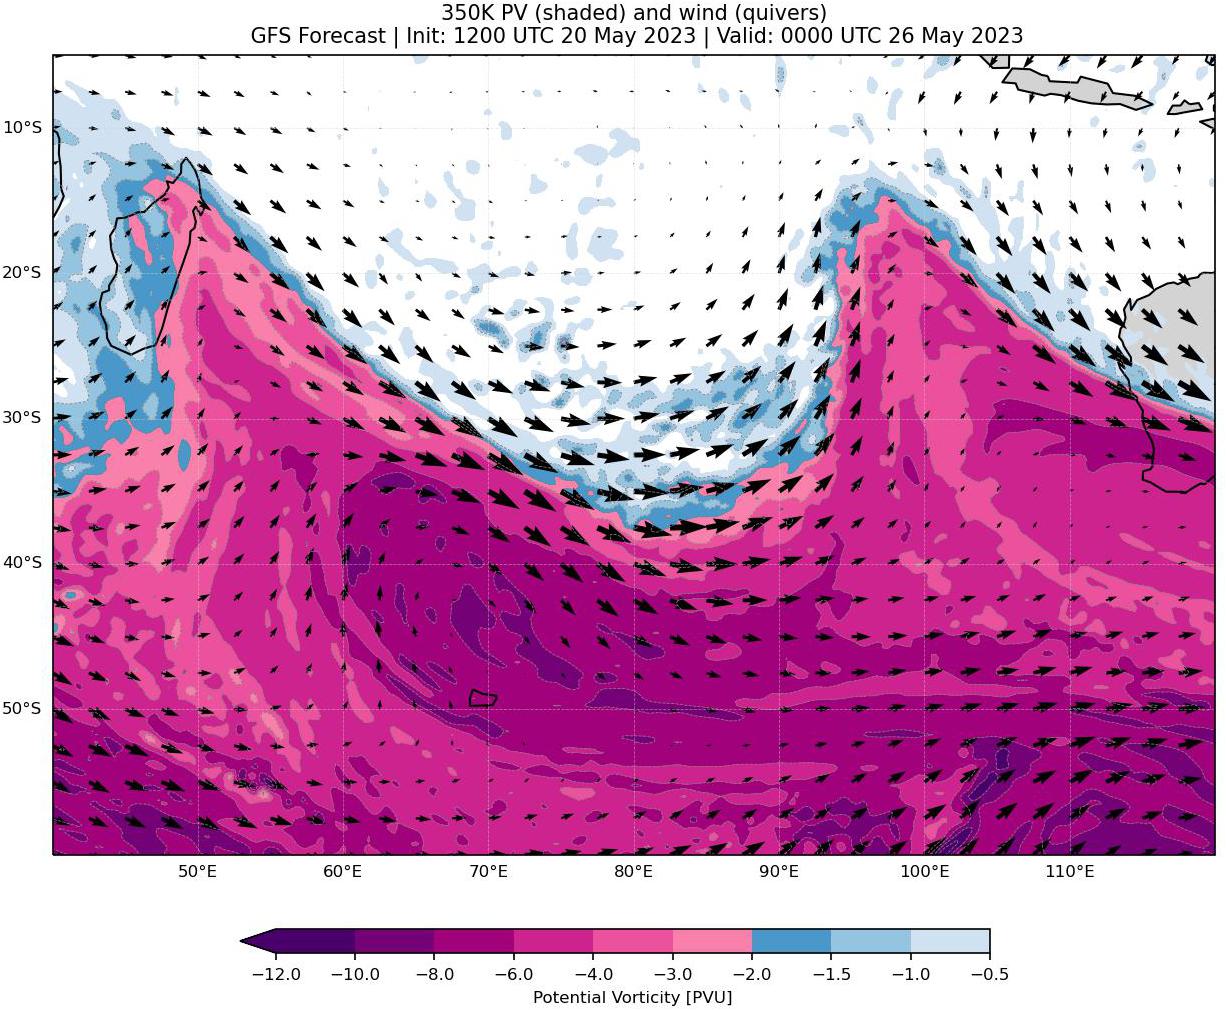 350K PV (shaded) and wind (quivers)
GFS Forecast | Init: 1200 UTC 20 May 2023 | Valid: 0000 UTC 26 May 2023
10°S
20°S
30°S
40°S
50°S
50°E 60°E 70°E 80°E 90°E 100°E 110°E
−12.0 −10.0 −8.0 −6.0 −4.0 −3.0 −2.0 −1.5 −1.0 −0.5
Potential Vorticity [PVU]